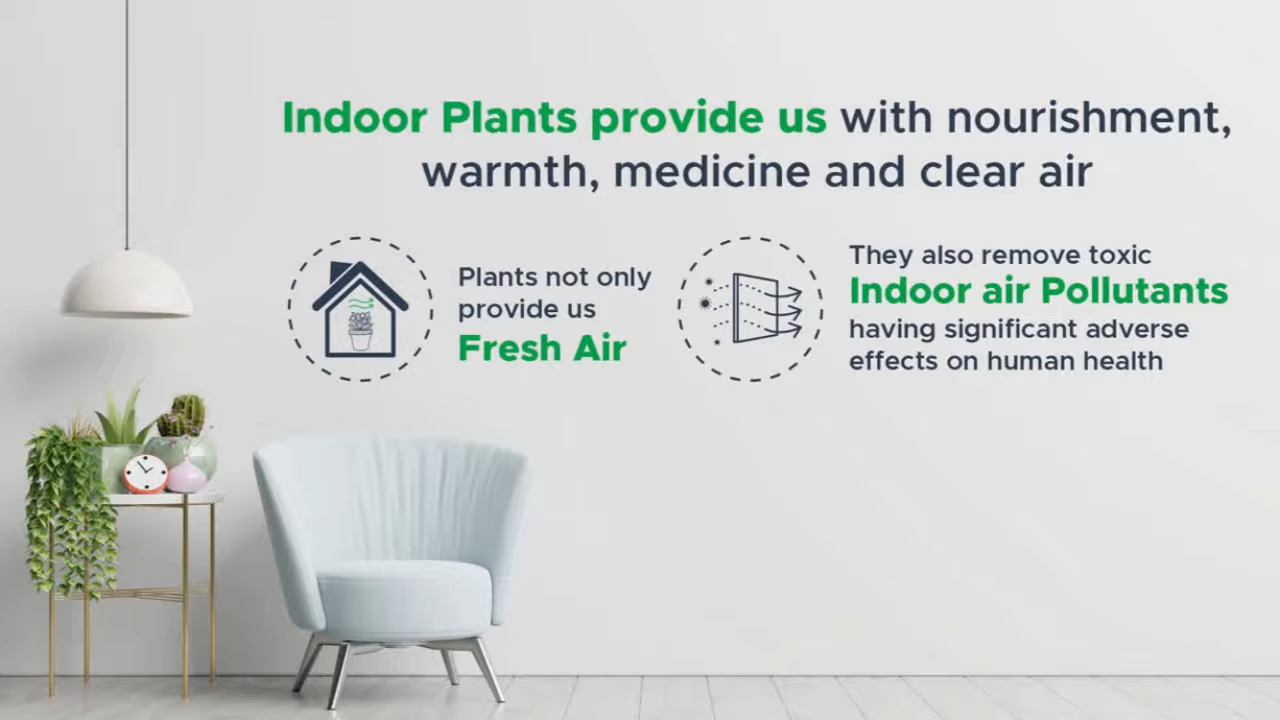 Indoor Plants provide us with nourishment,
warmth, medicine and clear air
Plants not only
provide us
Fresh Air
They also remove toxic
Indoor air Pollutants
having significant adverse
effects on human health